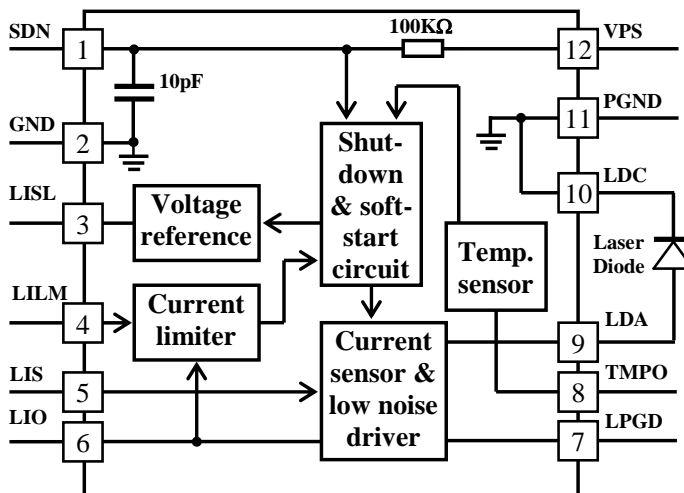 SDN
100KΩ
VPS
1
12
10pF
PGND
GND
11
2
Shut-
down
& soft-
start
circuit
LDC
10
LISL
3
Voltage
reference
Laser
Diode
Temp.
sensor
LILM
4
Current
limiter
LDA
9
Current
sensor &
low noise
driver
LIS
5
TMPO
8
LIO
6
LPGD
7